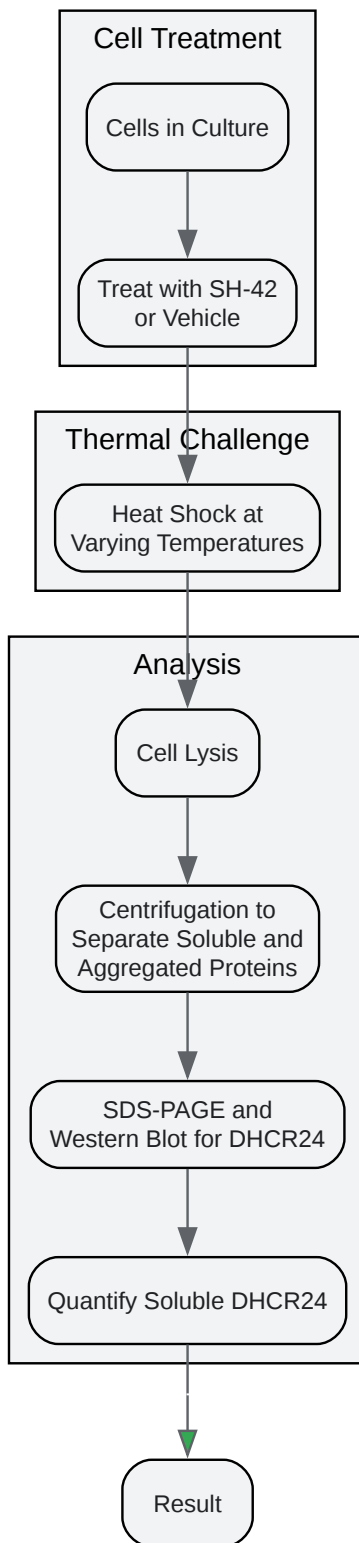 Cell Treatment
Cells in Culture
Treat with SH-42
or Vehicle
Thermal Challenge
Heat Shock at
Varying Temperatures
Analysis
Cell Lysis
Centrifugation to
Separate Soluble and
Aggregated Proteins
SDS-PAGE and
Western Blot for DHCR24
Quantify Soluble DHCR24
Result